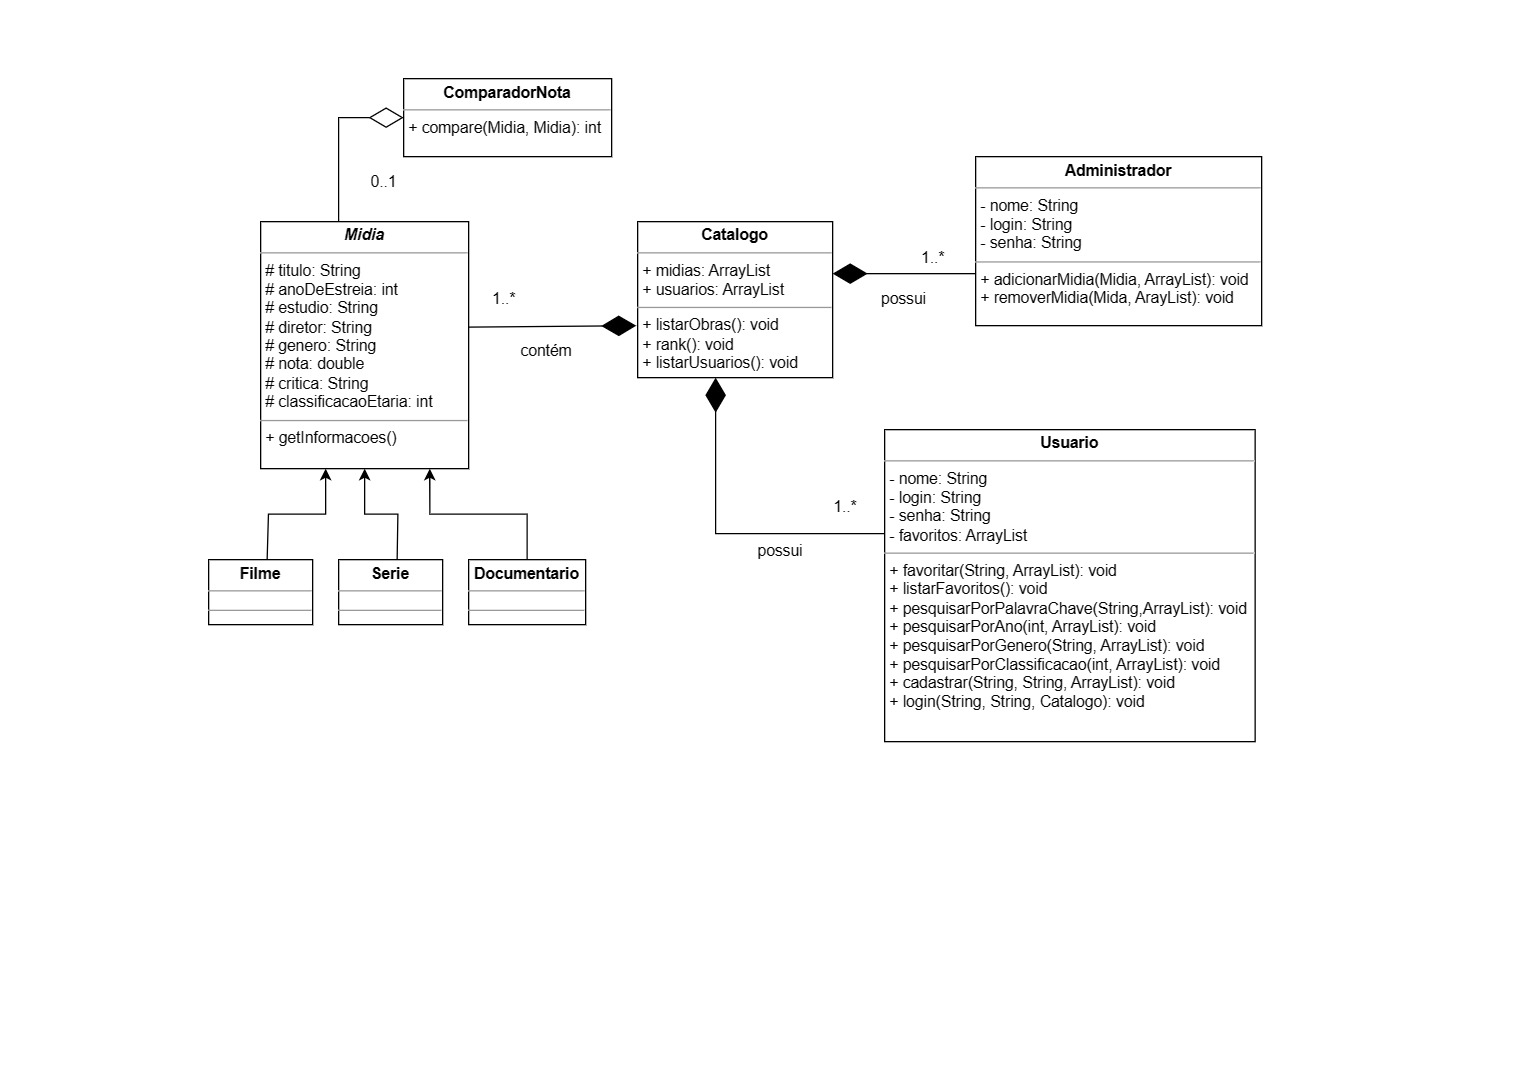 ComparadorNota
+ compare(Midia, Midia): int
0..1
Midia
# titulo: String
# anoDeEstreia: int
# estudio: String
# diretor: String
# genero: String
# nota: double
# critica: String
# classificacaoEtaria: int
+ getInformacoes()
1..*
contém
Catalogo
+ midias: ArrayList
+ usuarios: ArrayList
+ listarObras(): void
+ rank(): void
+ listarUsuarios(): void
1..*
possui
Administrador
- nome: String
- login: String
- senha: String
+ adicionarMidia(Midia, ArrayList): void
+ removerMidia(Mida, ArayList): void
1..*
possui
Usuario
- nome: String
- login: String
- senha: String
- favoritos: ArrayList
+ favoritar(String, ArrayList): void
+ listarFavoritos(): void
+ pesquisarPorPalavraChave(String,ArrayList): void
+ pesquisarPorAno(int, ArrayList): void
+ pesquisarPorGenero(String, ArrayList): void
+ pesquisarPorClassificacao(int, ArrayList): void
+ cadastrar(String, String, ArrayList): void
+ login(String, String, Catalogo): void
Filme
Serie
Documentario